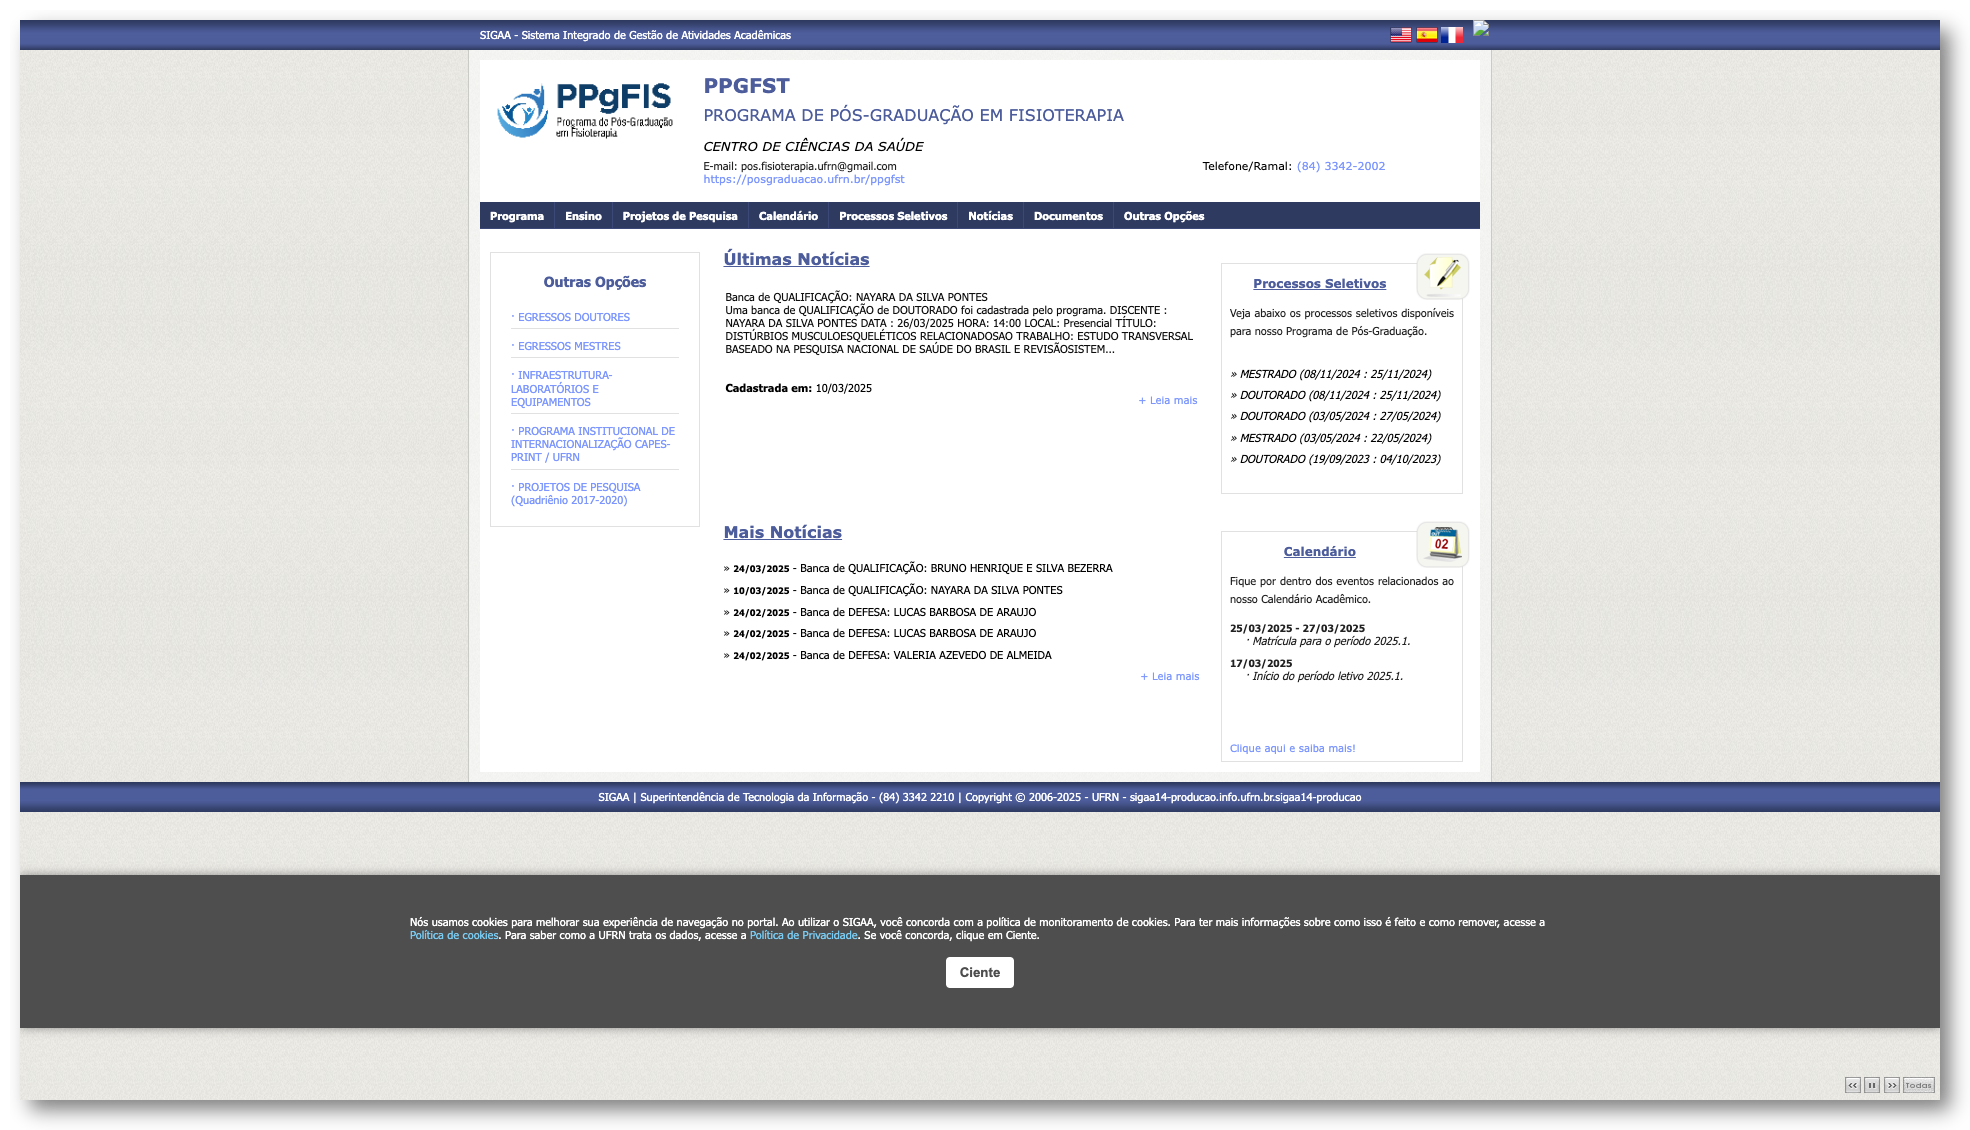 SIGAA - Sistema Integrado de Gestão de Atividades Acadêmicas
PPgFIS
Programa de Pós-Graduação
em Fisioterapia
PPGFST
PROGRAMA DE PÓS-GRADUAÇÃO EM FISIOTERAPIA
CENTRO DE CIÊNCIAS DA SAÚDE
E-mail: pos.fisioterapia.ufrn@gmail.com
Telefone/Ramal: (84) 3342-2002
https://posgraduacao.ufrn.br/ppgfst
Programa Ensino Projetos de Pesquisa Calendário Processos Seletivos Notícias Documentos Outras Opções
Outras Opções
· EGRESSOS DOUTORES
· EGRESSOS MESTRES
· INFRAESTRUTURA-
LABORATÓRIOS E
EQUIPAMENTOS
· PROGRAMA INSTITUCIONAL DE
INTERNACIONALIZAÇÃO CAPES-
PRINT / UFRN
· PROJETOS DE PESQUISA
(Quadriênio 2017-2020)
Últimas Notícias
Banca de QUALIFICAÇÃO: NAYARA DA SILVA PONTES
Uma banca de QUALIFICAÇÃO de DOUTORADO foi cadastrada pelo programa. DISCENTE :
NAYARA DA SILVA PONTES DATA : 26/03/2025 HORA: 14:00 LOCAL: Presencial TÍTULO:
DISTÚRBIOS MUSCULOESQUELÉTICOS RELACIONADOSAO TRABALHO: ESTUDO TRANSVERSAL
BASEADO NA PESQUISA NACIONAL DE SAÚDE DO BRASIL E REVISÃOSISTEM...
Cadastrada em: 10/03/2025
+ Leia mais
Mais Notícias
» 24/03/2025 - Banca de QUALIFICAÇÃO: BRUNO HENRIQUE E SILVA BEZERRA
» 10/03/2025 - Banca de QUALIFICAÇÃO: NAYARA DA SILVA PONTES
» 24/02/2025 - Banca de DEFESA: LUCAS BARBOSA DE ARAUJO
» 24/02/2025 - Banca de DEFESA: LUCAS BARBOSA DE ARAUJO
» 24/02/2025 - Banca de DEFESA: VALERIA AZEVEDO DE ALMEIDA
+ Leia mais
Processos Seletivos
Veja abaixo os processos seletivos disponíveis
para nosso Programa de Pós-Graduação.
» MESTRADO (08/11/2024 : 25/11/2024)
» DOUTORADO (08/11/2024 : 25/11/2024)
» DOUTORADO (03/05/2024 : 27/05/2024)
» MESTRADO (03/05/2024 : 22/05/2024)
» DOUTORADO (19/09/2023 : 04/10/2023)
02
Calendário
Fique por dentro dos eventos relacionados ao
nosso Calendário Acadêmico.
25/03/2025 - 27/03/2025
· Matrícula para o período 2025.1.
17/03/2025
· Início do período letivo 2025.1.
Clique aqui e saiba mais!
SIGAA | Superintendência de Tecnologia da Informação - (84) 3342 2210 | Copyright © 2006-2025 - UFRN - sigaa14-producao.info.ufrn.br.sigaa14-producao
Nós usamos cookies para melhorar sua experiência de navegação no portal. Ao utilizar o SIGAA, você concorda com a política de monitoramento de cookies. Para ter mais informações sobre como isso é feito e como remover, acesse a
Política de cookies. Para saber como a UFRN trata os dados, acesse a Política de Privacidade. Se você concorda, clique em Ciente.
Ciente
<< >> Todas